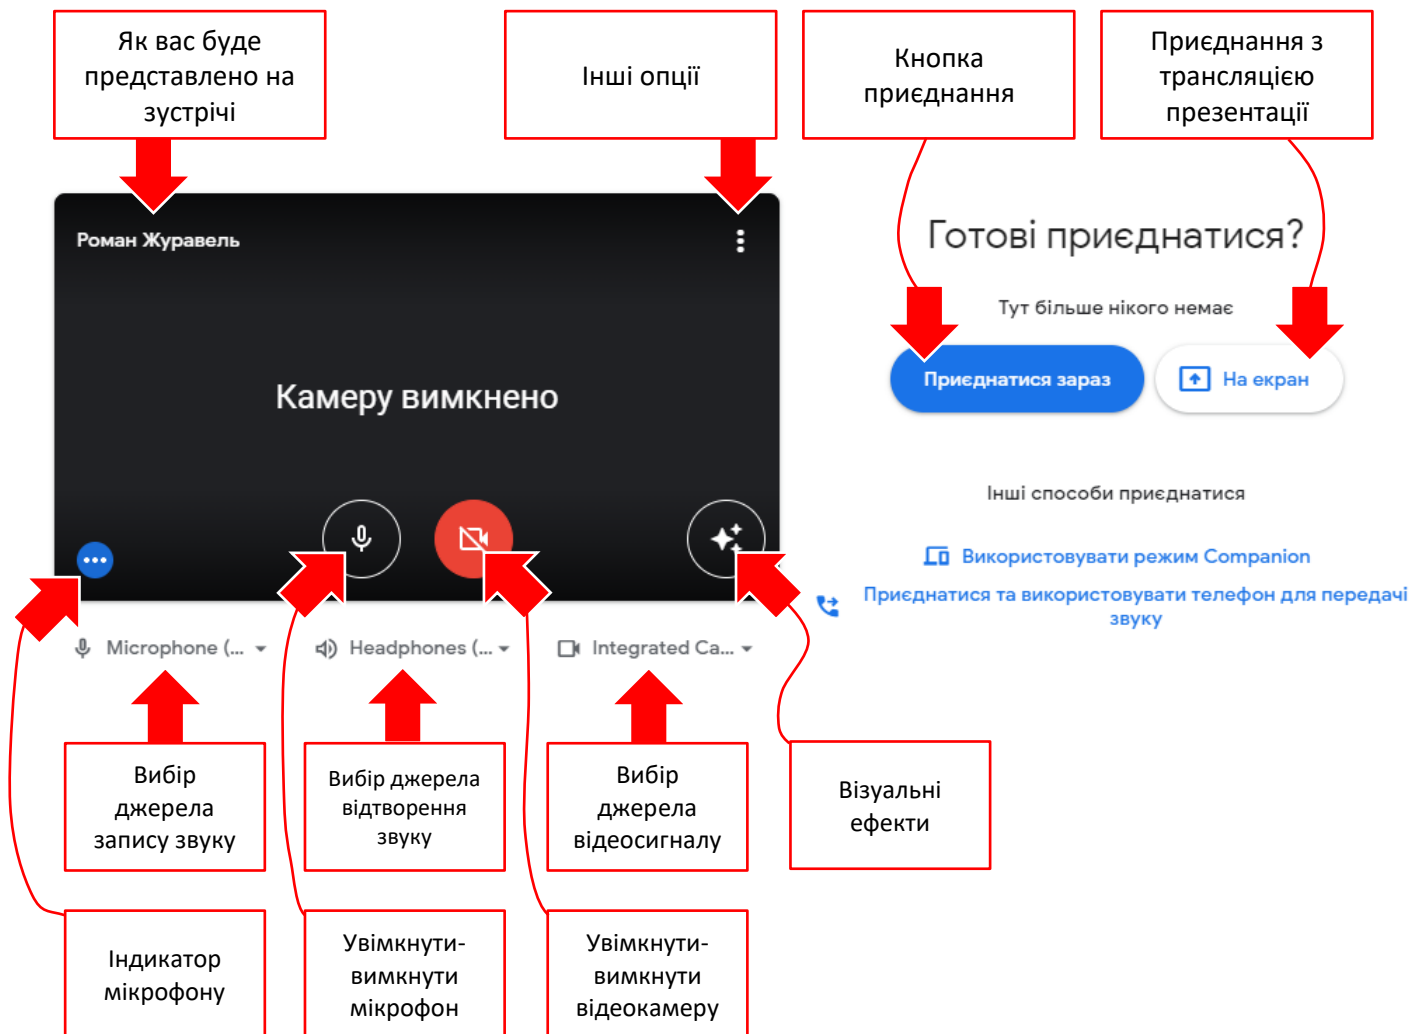 Як вас буде
представлено на
зустрічі
Інші опції
Кнопка
приєднання
Приєднання з
трансляцією
презентації
Роман Журавель
Камеру вимкнено
Готові приєднатися?
Тут більше нікого немає
Приєднатися зараз
На екран
Інші способи приєднатися
Використовувати режим Companion
Приєднатися та використовувати телефон для передачі
звуку
Microphone (...
Headphones (...
Integrated Ca...
Вибір
джерела
запису звуку
Вибір джерела
відтворення
звуку
Вибір
джерела
відеосигналу
Візуальні
ефекти
Індикатор
мікрофону
Увімкнути-
вимкнути
мікрофон
Увімкнути-
вимкнути
відеокамеру